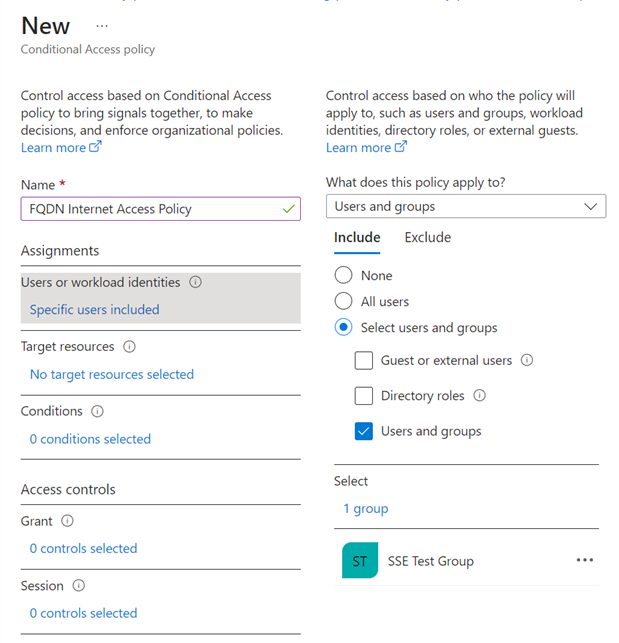 New ...
Conditional Access policy
Control access based on Conditional Access
policy to bring signals together, to make
decisions, and enforce organizational policies.
Learn more
Name *
FQDN Internet Access Policy
Assignments
Users or workload identities
Specific users included
Target resources
No target resources selected
Conditions
0 conditions selected
Access controls
Grant
0 controls selected
Session
0 controls selected
Control access based on who the policy will
apply to, such as users and groups, workload
identities, directory roles, or external guests.
Learn more
What does this policy apply to?
Users and groups
Include Exclude
None
All users
Select users and groups
Guest or external users
Directory roles
Users and groups
Select
1 group
ST SSE Test Group ...